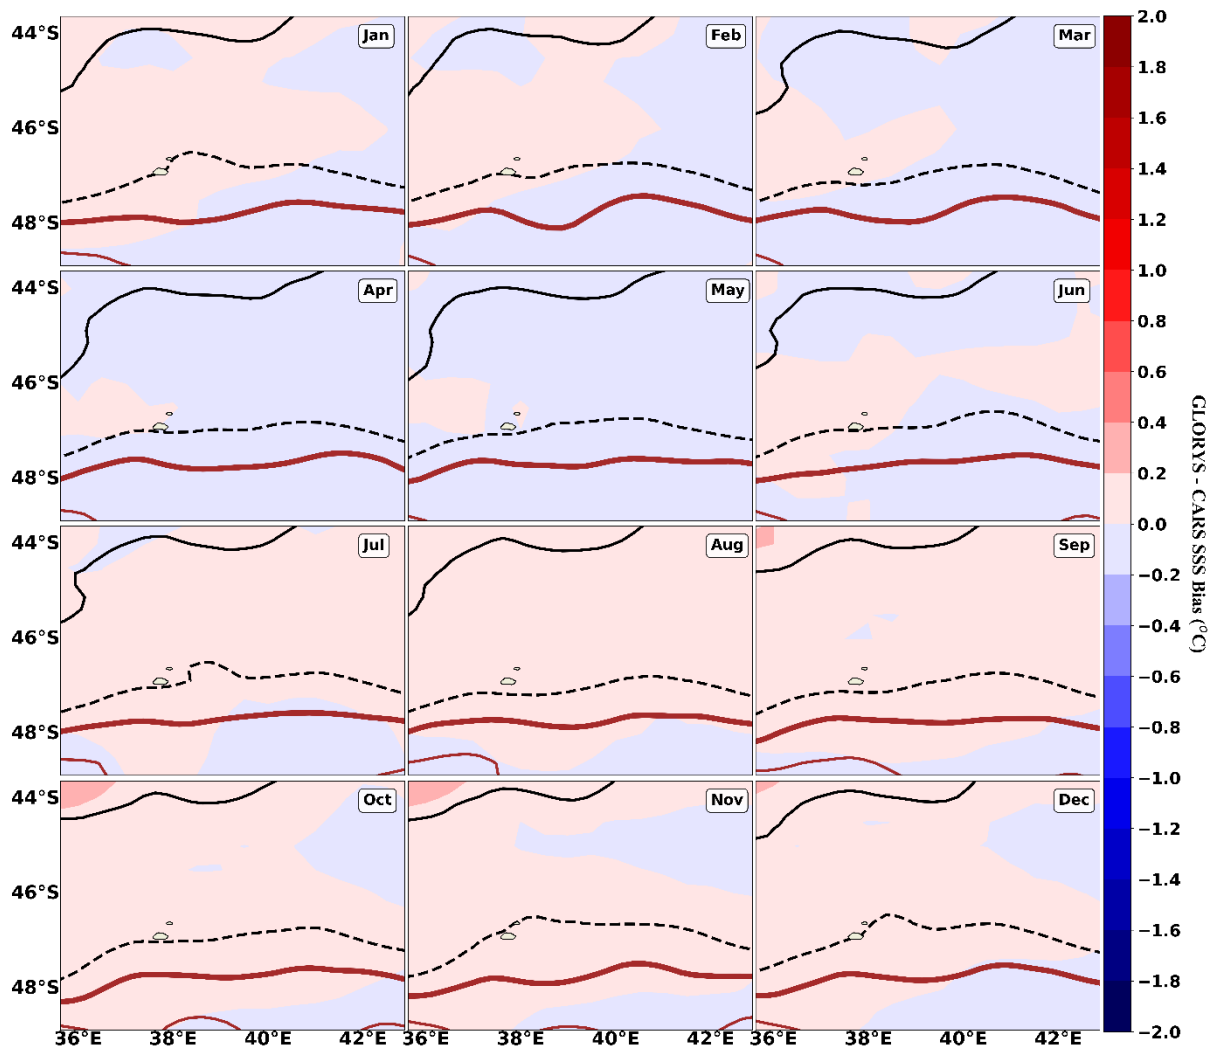 44°S
Jan
Feb
Mar
46°S
48°S
44°S
Apr
May
Jun
46°S
48°S
44°S
Jul
Aug
Sep
46°S
48°S
44°S
Oct
Nov
Dec
46°S
48°S
36°E 38°E 40°E 42°E 36°E 38°E 40°E 42°E 36°E 38°E 40°E 42°E
2.0
1.8
1.6
1.4
1.2
1.0
0.8
0.6
0.4
0.2
0.0
−0.2
−0.4
−0.6
−0.8
−1.0
−1.2
−1.4
−1.6
−1.8
−2.0
GLORYS - CARS SSS Bias (°C)